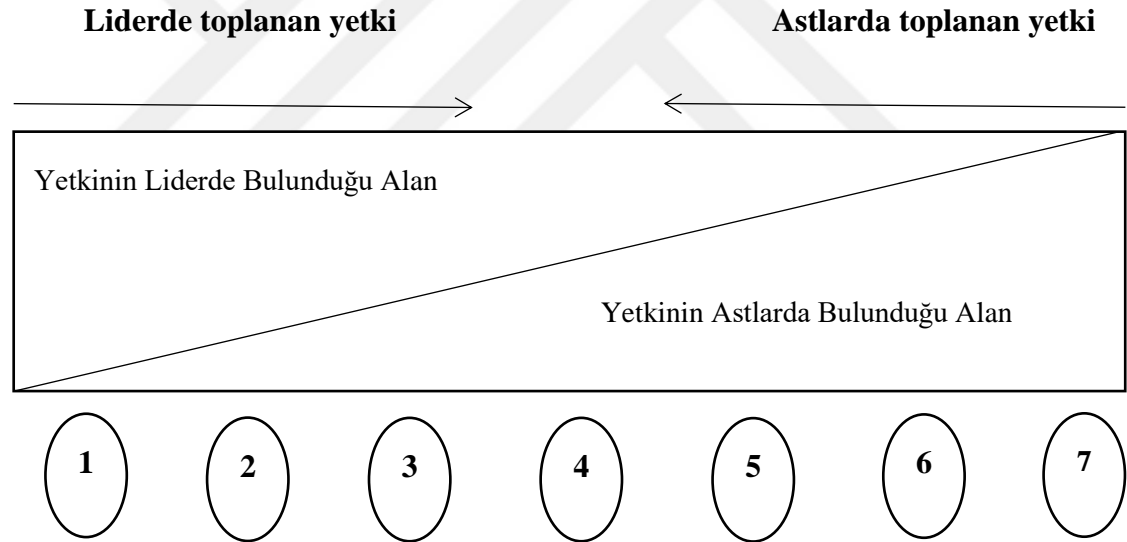 Liderde toplanan yetki Astlarda toplanan yetki
Yetkinin Liderde Bulunduğu Alan
Yetkinin Astlarda Bulunduğu Alan
1 2 3 4 5 6 7